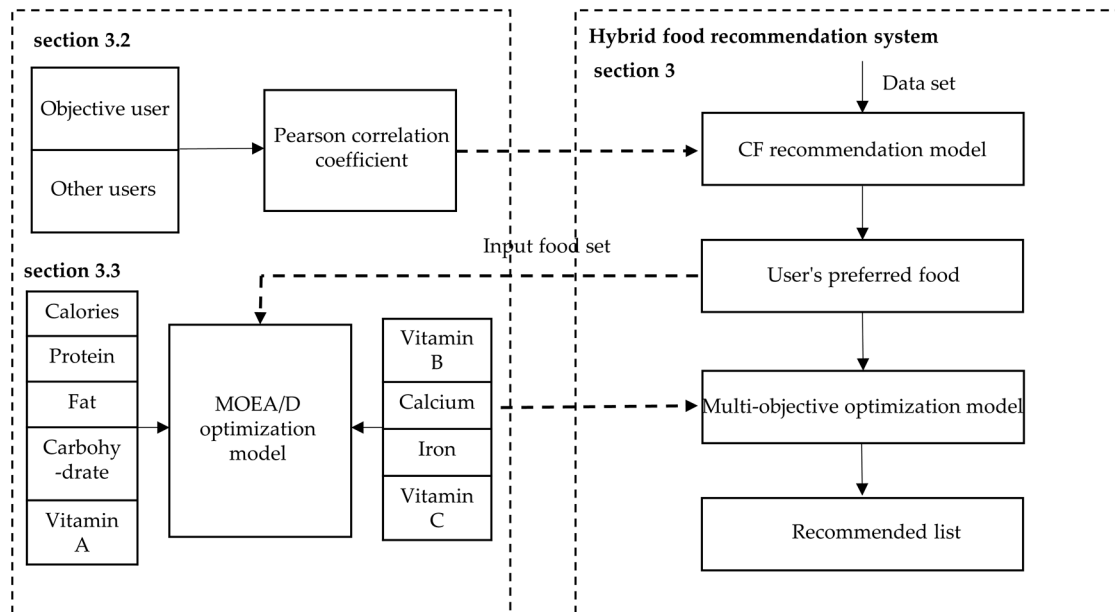 section 3.2
Objective user
Other users
Pearson correlation
coefficient
Hybrid food recommendation system
section 3
Data set
CF recommendation model
Input food set
User's preferred food
section 3.3
Calories
Protein
Fat
Carbohy
-drate
Vitamin
A
MOEA/D
optimization
model
Vitamin
B
Calcium
Iron
Vitamin
C
Multi-objective optimization model
Recommended list